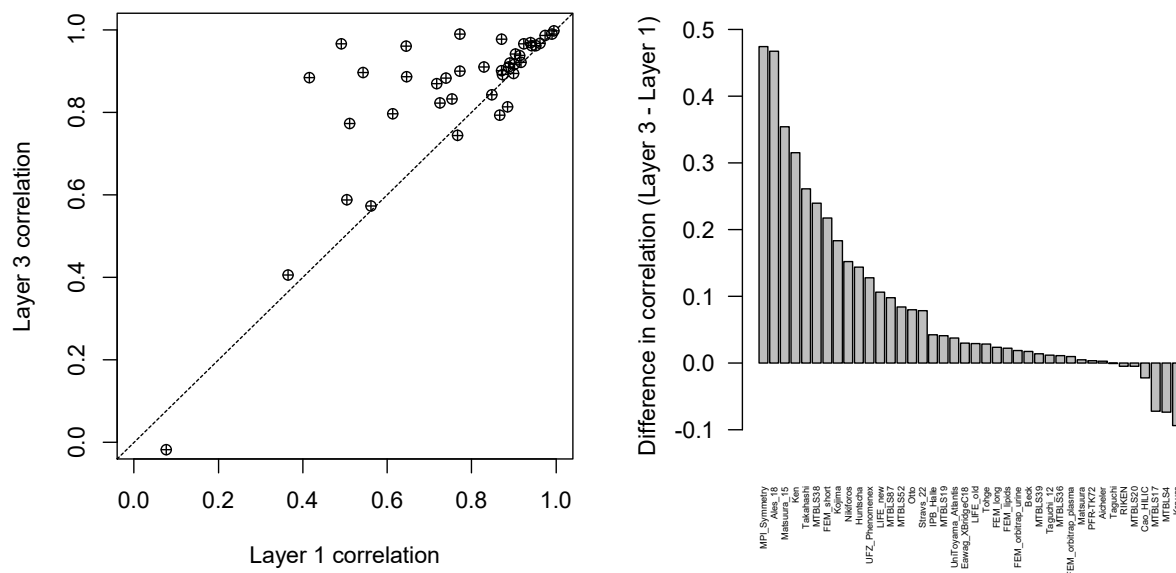 1.0
0.8
0.6
0.4
0.2
0.0
Layer 3 correlation
0.0 0.2 0.4 0.6 0.8 1.0
Layer 1 correlation
0.5
0.4
0.3
0.2
0.1
0.0
-0.1
Difference in correlation (Layer 3 - Layer 1)
MPI_Symmetry
Ales_18
Matsuura_15
Ken
Takahashi
MTBLS38
FEM_short
Kojima
Nikiforos
Huntscha
UFZ_Phenomenex
LIFE_new
MTBLS87
MTBLS52
Otto
Stravs_22
IPB_Halle
MTBLS19
UniToyama_Atlantis
Eawag_XBridgeC18
LIFE_old
Tohge
FEM_long
FEM_lipids
FEM_orbitrap_urine
Beck
MTBLS39
Taguchi_12
MTBLS36
FEM_orbitrap_plasma
Matsuura
PFR-TK72
Aicheler
Taguchi
RIKEN
MTBLS20
Cao_HILIC
MTBLS17
MTBLS4